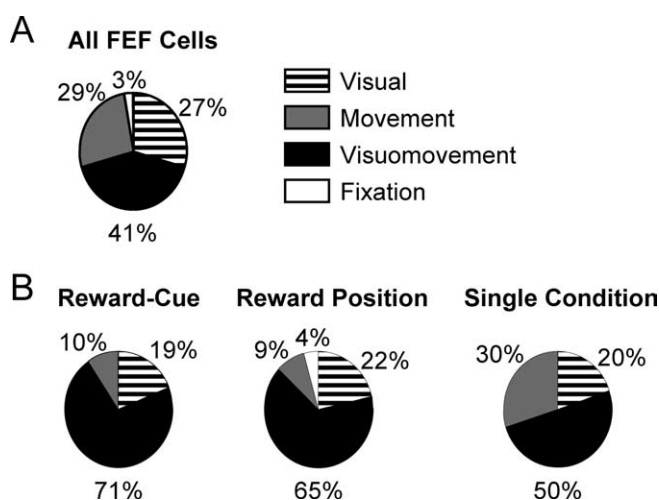 A
All FEF Cells
3%
29%
27%
41%
Visual
Movement
Visuomovement
Fixation
B
Reward-Cue
Reward Position
Single Condition
10%
19%
71%
9%
4%
22%
65%
30%
20%
50%